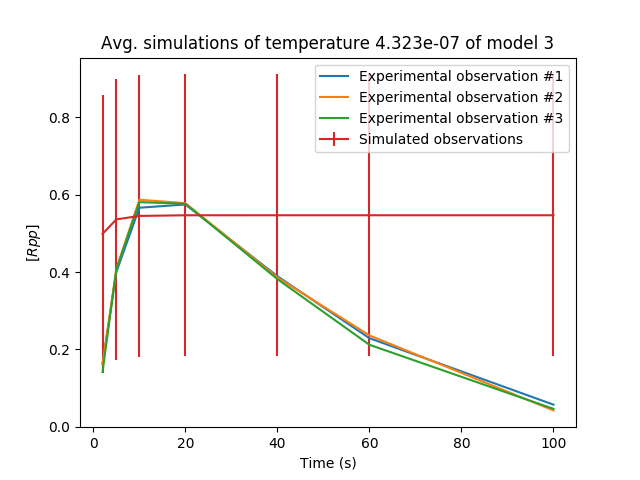 Avg. simulations of temperature 4.323e-07 of model 3
Experimental observation #1
Experimental observation #2
Experimental observation #3
Simulated observations
[Rpp]
0.8
0.6
0.4
0.2
0.0
0 20 40 60 80 100
Time (s)